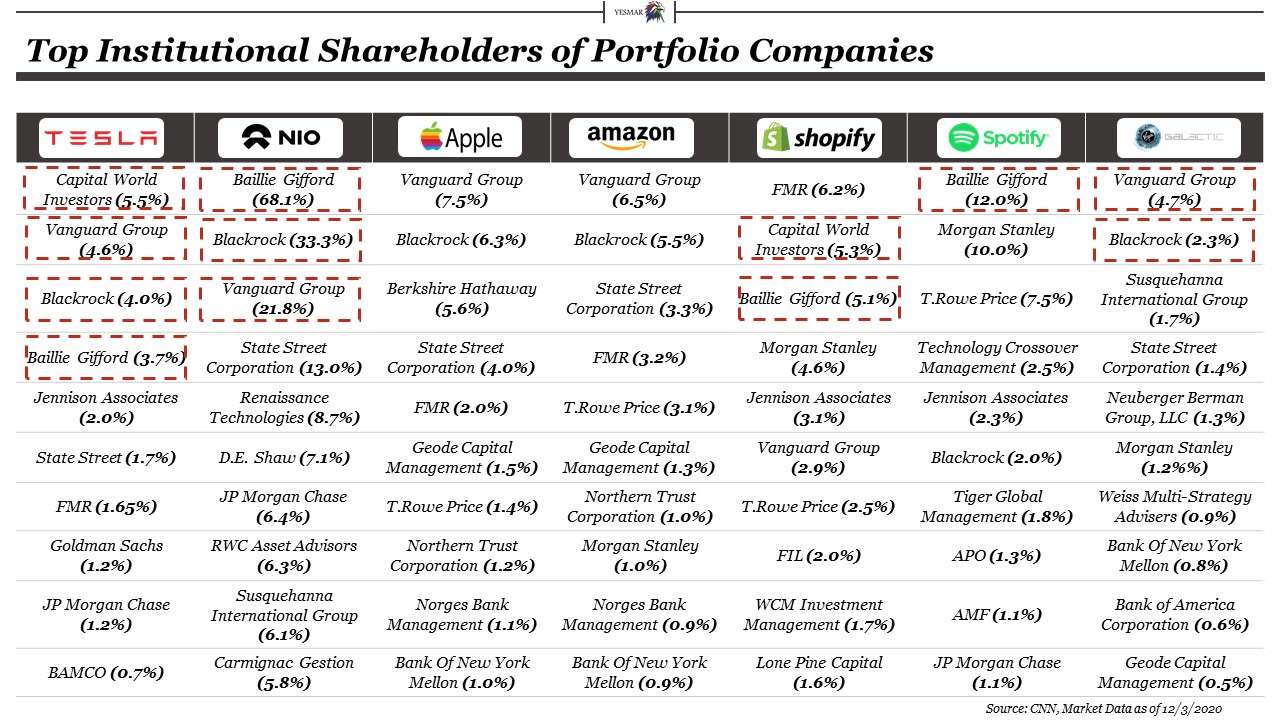 YESMAR
Top Institutional Shareholders of Portfolio Companies
TESLA
NIO
Apple
amazon
shopify
Spotify
GALACTIC
Capital World
Investors (5.5%)
Baillie Gifford
(68.1%)
Vanguard Group
(7.5%)
Vanguard Group
(6.5%)
FMR (6.2%)
Baillie Gifford
(12.0%)
Vanguard Group
(4.7%)
Vanguard Group
(4.6%)
Blackrock (33.3%)
Blackrock (6.3%)
Blackrock (5.5%)
Capital World
Investors (5.3%)
Morgan Stanley
(10.0%)
Blackrock (2.3%)
Blackrock (4.0%)
Vanguard Group
(21.8%)
Berkshire Hathaway
(5.6%)
State Street
Corporation (3.3%)
Baillie Gifford (5.1%)
T.Rowe Price (7.5%)
Susquehanna
International Group
(1.7%)
Baillie Gifford (3.7%)
State Street
Corporation (13.0%)
State Street
Corporation (4.0%)
FMR (3.2%)
Morgan Stanley
(4.6%)
Technology Crossover
Management (2.5%)
State Street
Corporation (1.4%)
Jennison Associates
(2.0%)
Renaissance
Technologies (8.7%)
FMR (2.0%)
T.Rowe Price (3.1%)
Jennison Associates
(3.1%)
Jennison Associates
(2.3%)
Neuberger Berman
Group, LLC (1.3%)
State Street (1.7%)
D.E. Shaw (7.1%)
Geode Capital
Management (1.5%)
Geode Capital
Management (1.3%)
Vanguard Group
(2.9%)
Blackrock (2.0%)
Morgan Stanley
(1.2%%)
FMR (1.65%)
JP Morgan Chase
(6.4%)
T.Rowe Price (1.4%)
Northern Trust
Corporation (1.0%)
T.Rowe Price (2.5%)
Tiger Global
Management (1.8%)
Weiss Multi-Strategy
Advisers (0.9%)
Goldman Sachs
(1.2%)
RWC Asset Advisors
(6.3%)
Northern Trust
Corporation (1.2%)
Morgan Stanley
(1.0%)
FIL (2.0%)
APO (1.3%)
Bank Of New York
Mellon (0.8%)
JP Morgan Chase
(1.2%)
Susquehanna
International Group
(6.1%)
Norges Bank
Management (1.1%)
Norges Bank
Management (0.9%)
WCM Investment
Management (1.7%)
AMF (1.1%)
Bank of America
Corporation (0.6%)
BAMCO (0.7%)
Carmignac Gestion
(5.8%)
Bank Of New York
Mellon (1.0%)
Bank Of New York
Mellon (0.9%)
Lone Pine Capital
(1.6%)
JP Morgan Chase
(1.1%)
Geode Capital
Management (0.5%)
Source: CNN, Market Data as of 12/3/2020